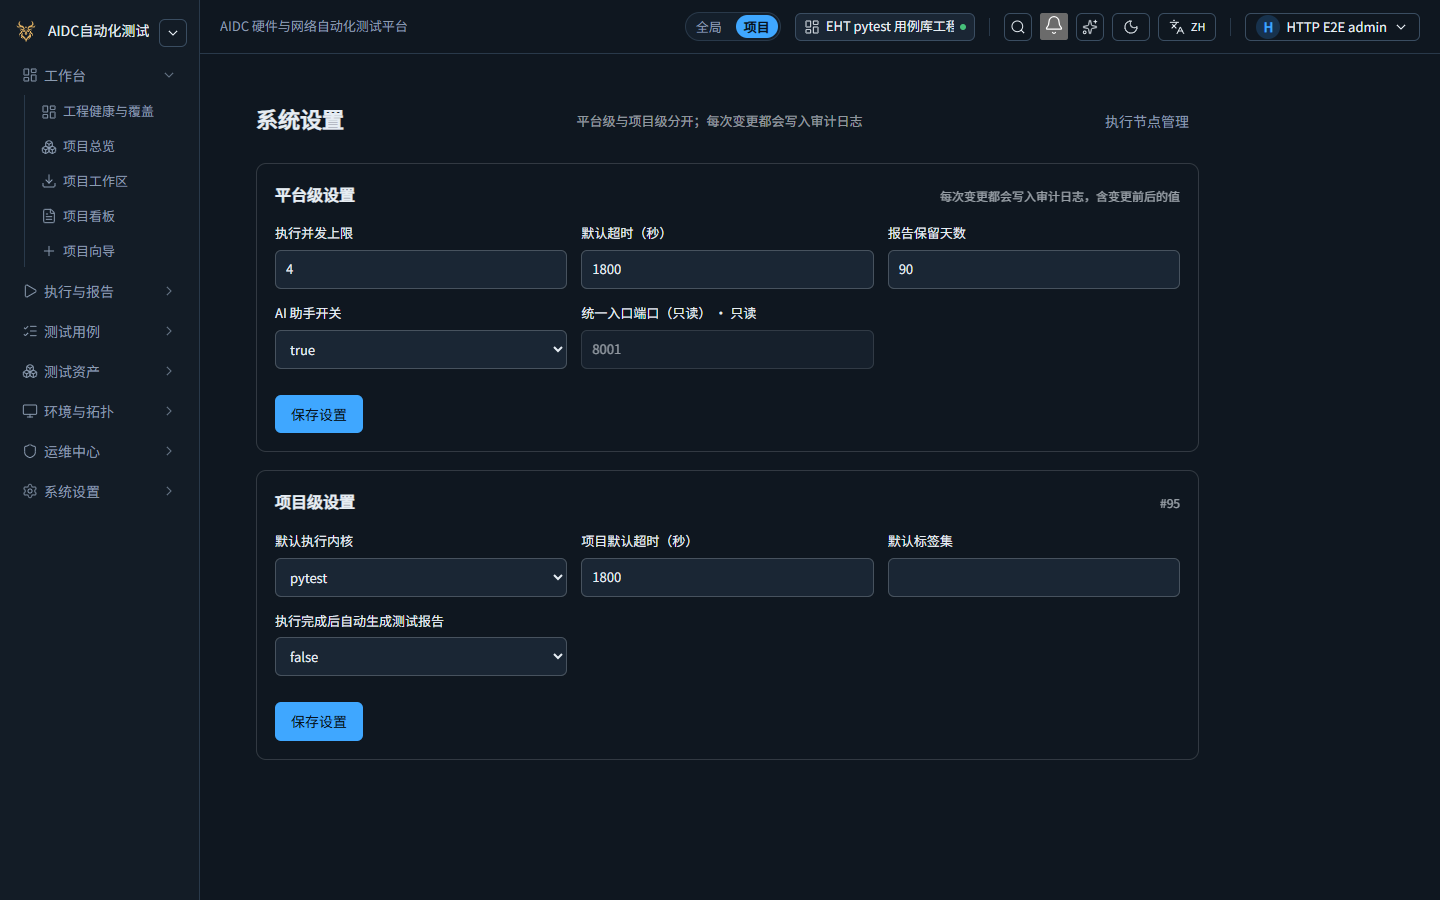 AIDC自动化测试
AIDC 硬件与网络自动化测试平台
全局
项目
EHT pytest 用例库工程
ZH
H
HTTP E2E admin
工作台
工程健康与覆盖
项目总览
项目工作区
项目看板
项目向导
执行与报告
测试用例
测试资产
环境与拓扑
运维中心
系统设置
系统设置
平台级与项目级分开；每次变更都会写入审计日志
执行节点管理
平台级设置
每次变更都会写入审计日志，含变更前后的值
执行并发上限
默认超时（秒）
报告保留天数
4
1800
90
AI 助手开关
统一入口端口（只读） · 只读
true
8001
保存设置
项目级设置
#95
默认执行内核
项目默认超时（秒）
默认标签集
pytest
1800
执行完成后自动生成测试报告
false
保存设置